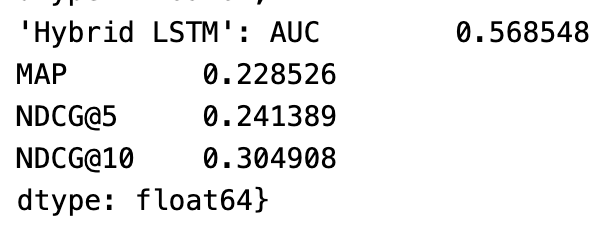 'Hybrid LSTM': AUC 0.568548
MAP 0.228526
NDCG@5 0.241389
NDCG@10 0.304908
dtype: float64}